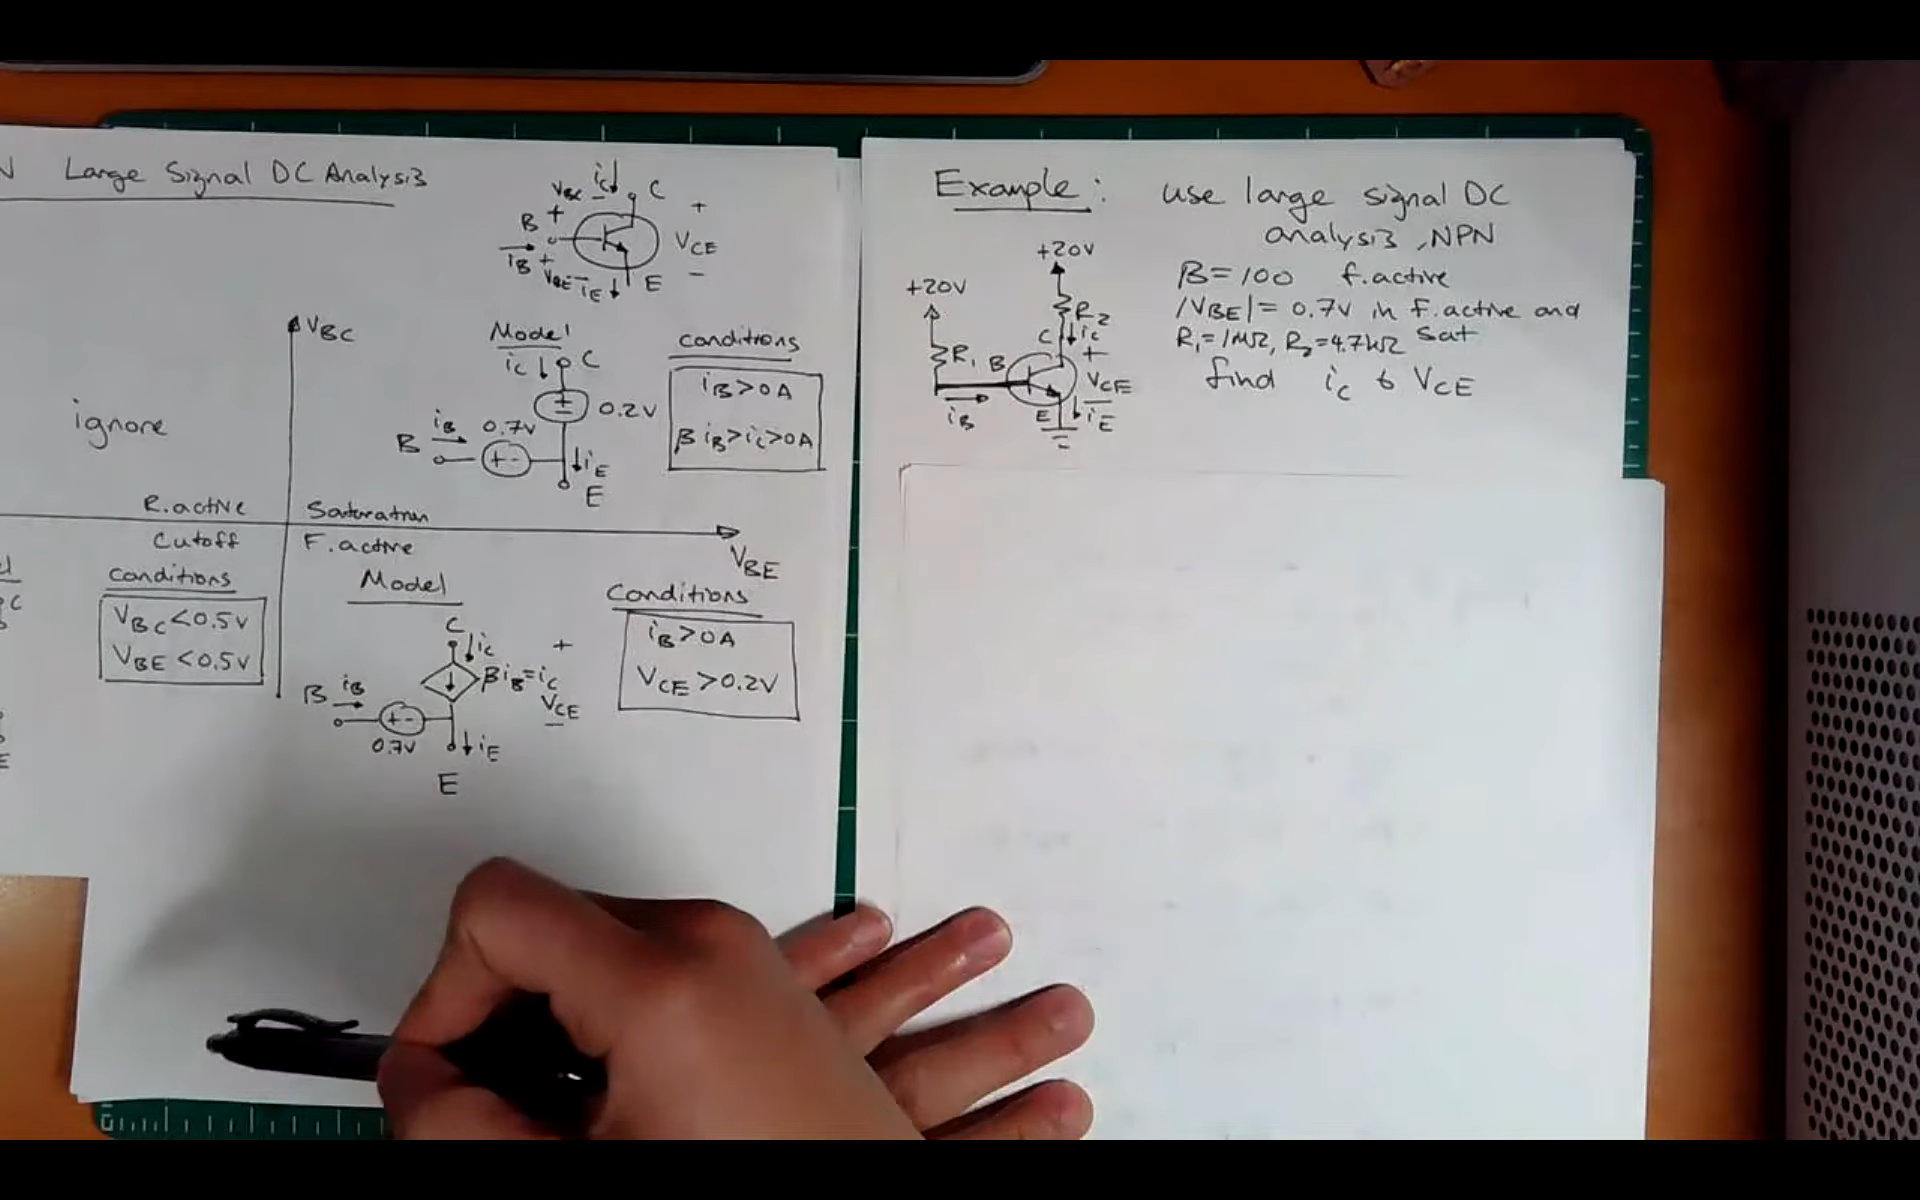 Large Signal DC Analysis
VBC iC↓ C
B + +
VCE
iB + VBE - iE↓ E -
VBC
Model
iC↓ C
0.2V
iB 0.7V
B + -
↓iE
E
conditions
iB>0A
βiB>iC>0A
ignore
R.active Saturation
Cutoff F.active
VBE
conditions
VBC<0.5V
VBE<0.5V
C
E
Model
C
↓iC +
βiB=iC
B iB VCE
+ - -
0.7V ↓iE
E
Conditions
iB>0A
VCE>0.2V
Example: use large signal DC
analysis, NPN
β=100 f.active
|VBE|= 0.7V in f.active and
sat
R1=1MΩ, R2=4.7kΩ
find iC & VCE
+20V
+20V
R2
C ↓iC
+
R1 B
VCE
-
iB E ↓iE